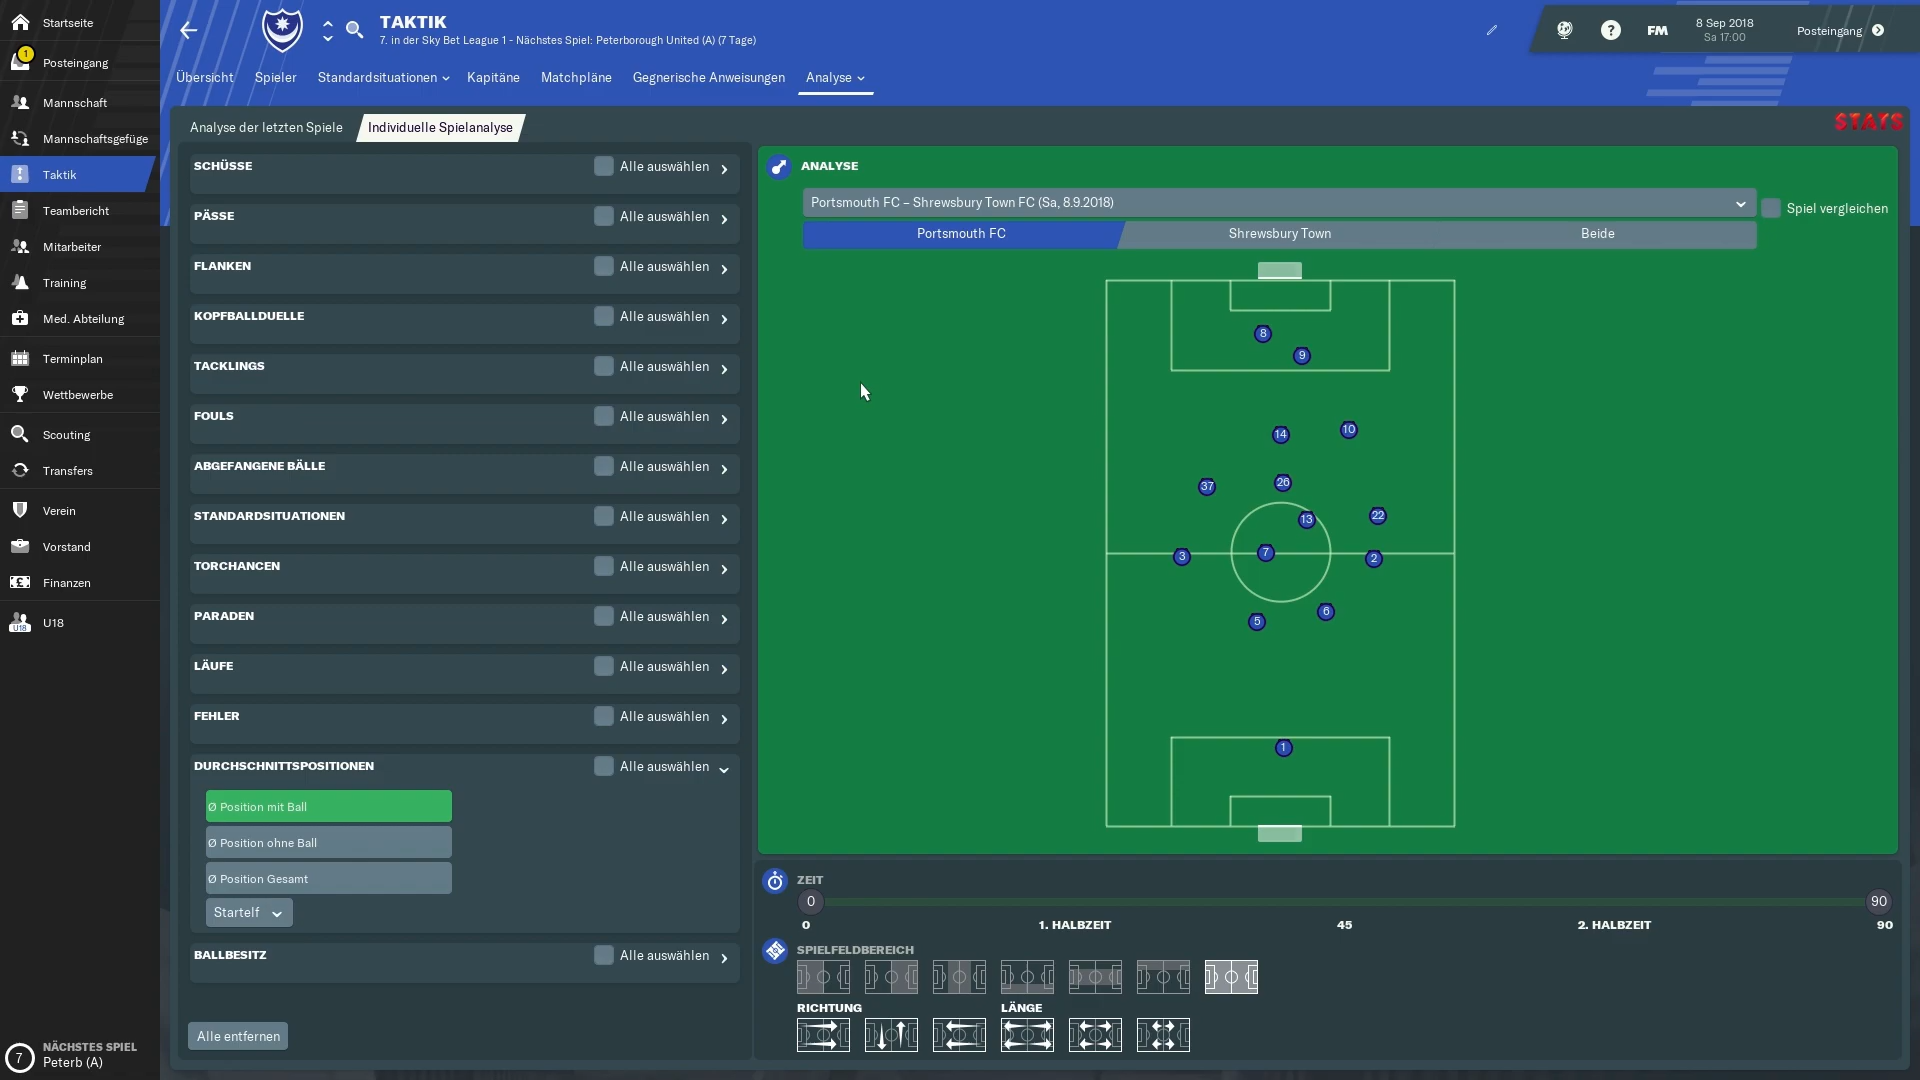 Startseite
1
Posteingang
Mannschaft
Mannschaftsgefüge
Taktik
Teambericht
Mitarbeiter
Training
Med. Abteilung
Terminplan
Wettbewerbe
Scouting
Transfers
Verein
Vorstand
Finanzen
U18
U18
7
NÄCHSTES SPIEL
Peterb (A)
TAKTIK
7. in der Sky Bet League 1 - Nächstes Spiel: Peterborough United (A) (7 Tage)
?
FM
8 Sep 2018
Sa 17:00
Posteingang
Übersicht
Spieler
Standardsituationen
Kapitäne
Matchpläne
Gegnerische Anweisungen
Analyse
Analyse der letzten Spiele
Individuelle Spielanalyse
STATS
SCHÜSSE
Alle auswählen
PÄSSE
Alle auswählen
FLANKEN
Alle auswählen
KOPFBALLDUELLE
Alle auswählen
TACKLINGS
Alle auswählen
FOULS
Alle auswählen
ABGEFANGENE BÄLLE
Alle auswählen
STANDARDSITUATIONEN
Alle auswählen
TORCHANCEN
Alle auswählen
PARADEN
Alle auswählen
LÄUFE
Alle auswählen
FEHLER
Alle auswählen
DURCHSCHNITTSPOSITIONEN
Alle auswählen
Ø Position mit Ball
Ø Position ohne Ball
Ø Position Gesamt
Startelf
BALLBESITZ
Alle auswählen
Alle entfernen
ANALYSE
Portsmouth FC – Shrewsbury Town FC (Sa, 8.9.2018)
Spiel vergleichen
Portsmouth FC
Shrewsbury Town
Beide
8
9
14
10
37
26
13
22
3
7
2
5
6
1
ZEIT
0
90
0
1. HALBZEIT
45
2. HALBZEIT
90
SPIELFELDBEREICH
RICHTUNG
LÄNGE